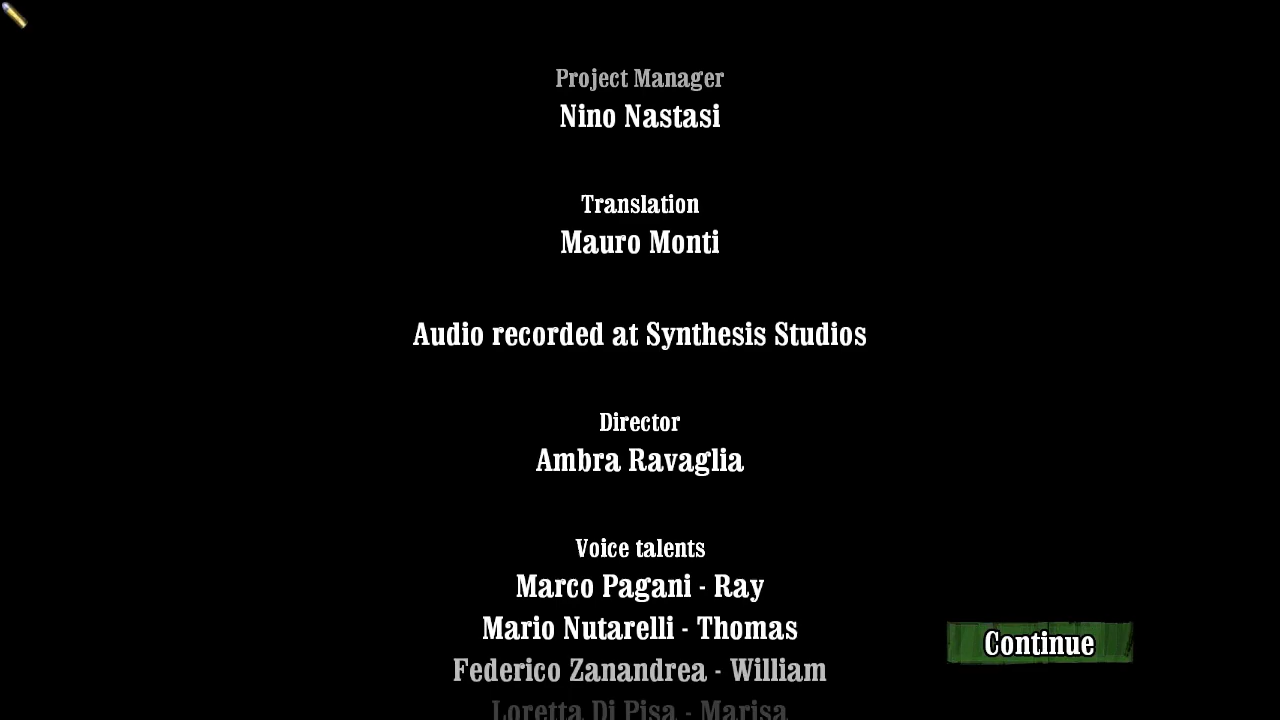 Project Manager
Nino Nastasi
Translation
Mauro Monti
Audio recorded at Synthesis Studios
Director
Ambra Ravaglia
Voice talents
Marco Pagani - Ray
Mario Nutarelli - Thomas
Federico Zanandrea - William
Loretta Di Pisa - Marisa
Continue